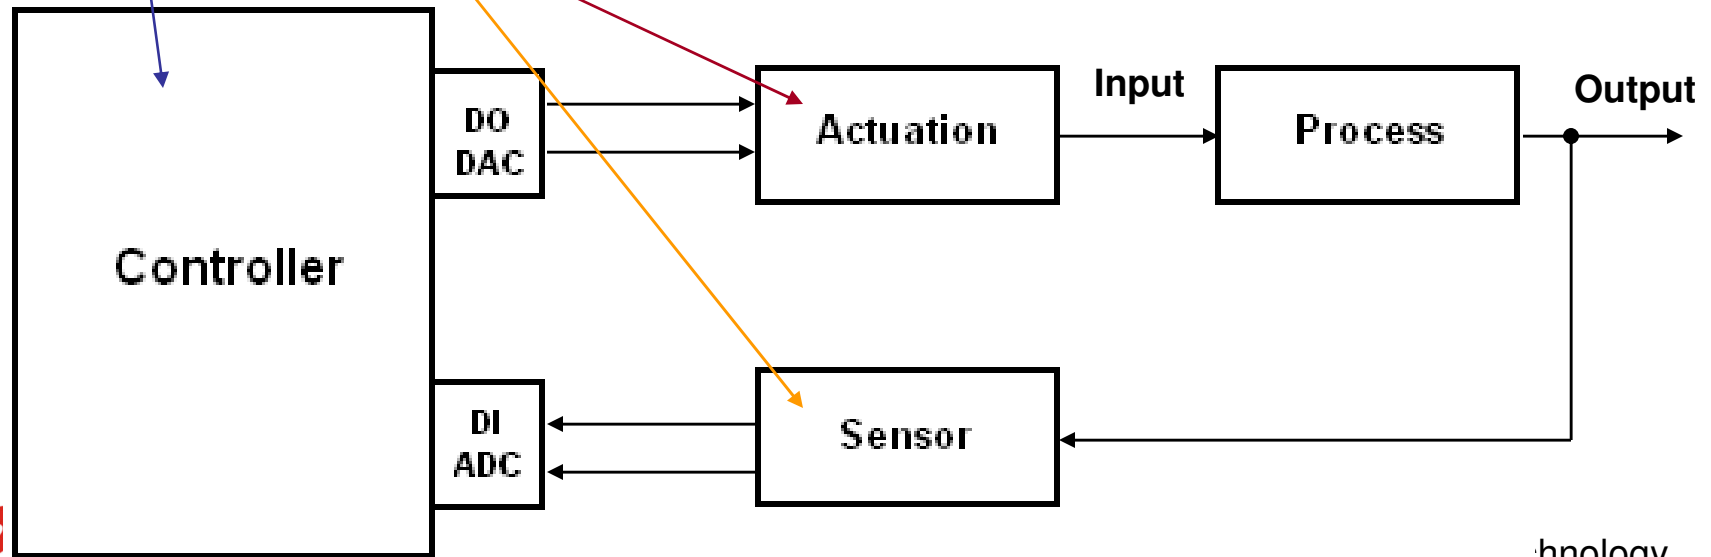 Controller
DO
DAC
Actuation
Input
Process
Output
DI
ADC
Sensor